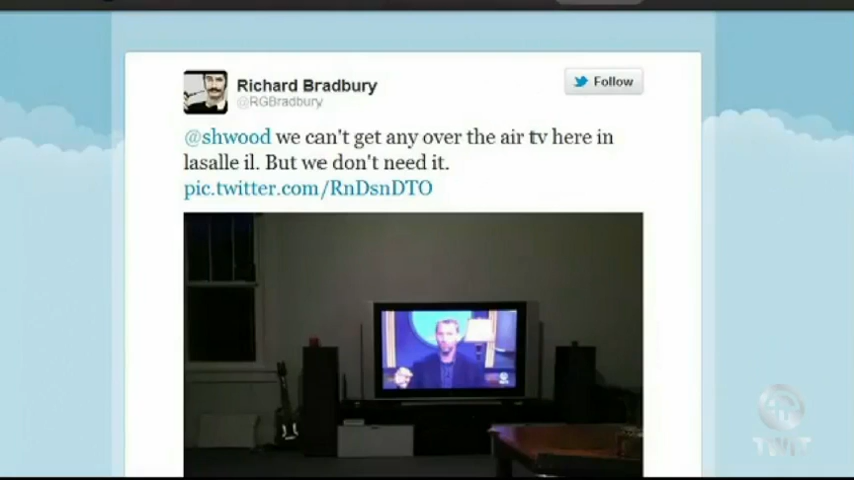 Richard Bradbury
@RGBradbury
Follow
@shwood we can't get any over the air tv here in
lasalle il. But we don't need it.
pic.twitter.com/RnDsnDTO
TWiT